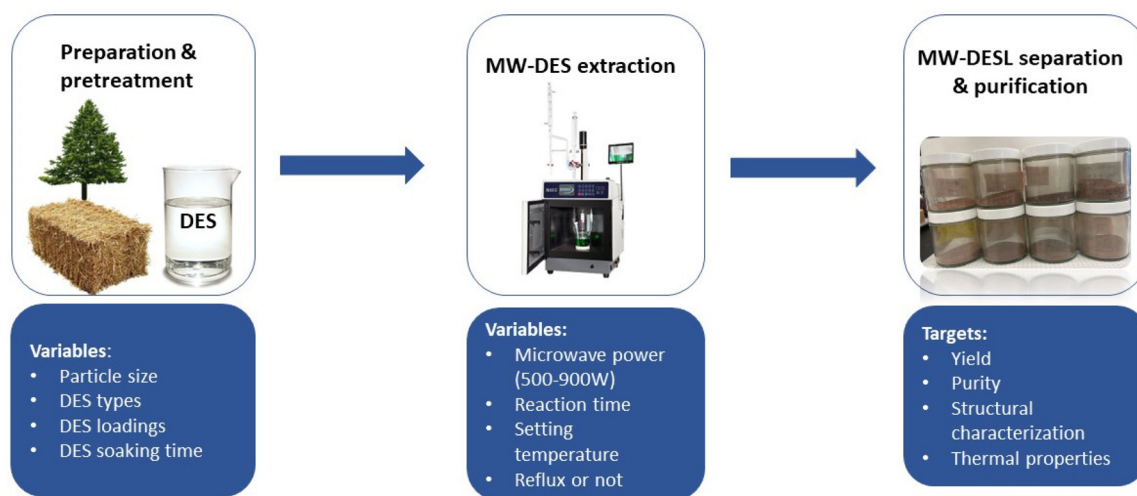 Preparation &
pretreatment
DES
Variables:
• Particle size
• DES types
• DES loadings
• DES soaking time
MW-DES extraction
Variables:
• Microwave power
(500-900W)
• Reaction time
• Setting
temperature
• Reflux or not
MW-DESL separation
& purification
Targets:
• Yield
• Purity
• Structural
characterization
• Thermal properties